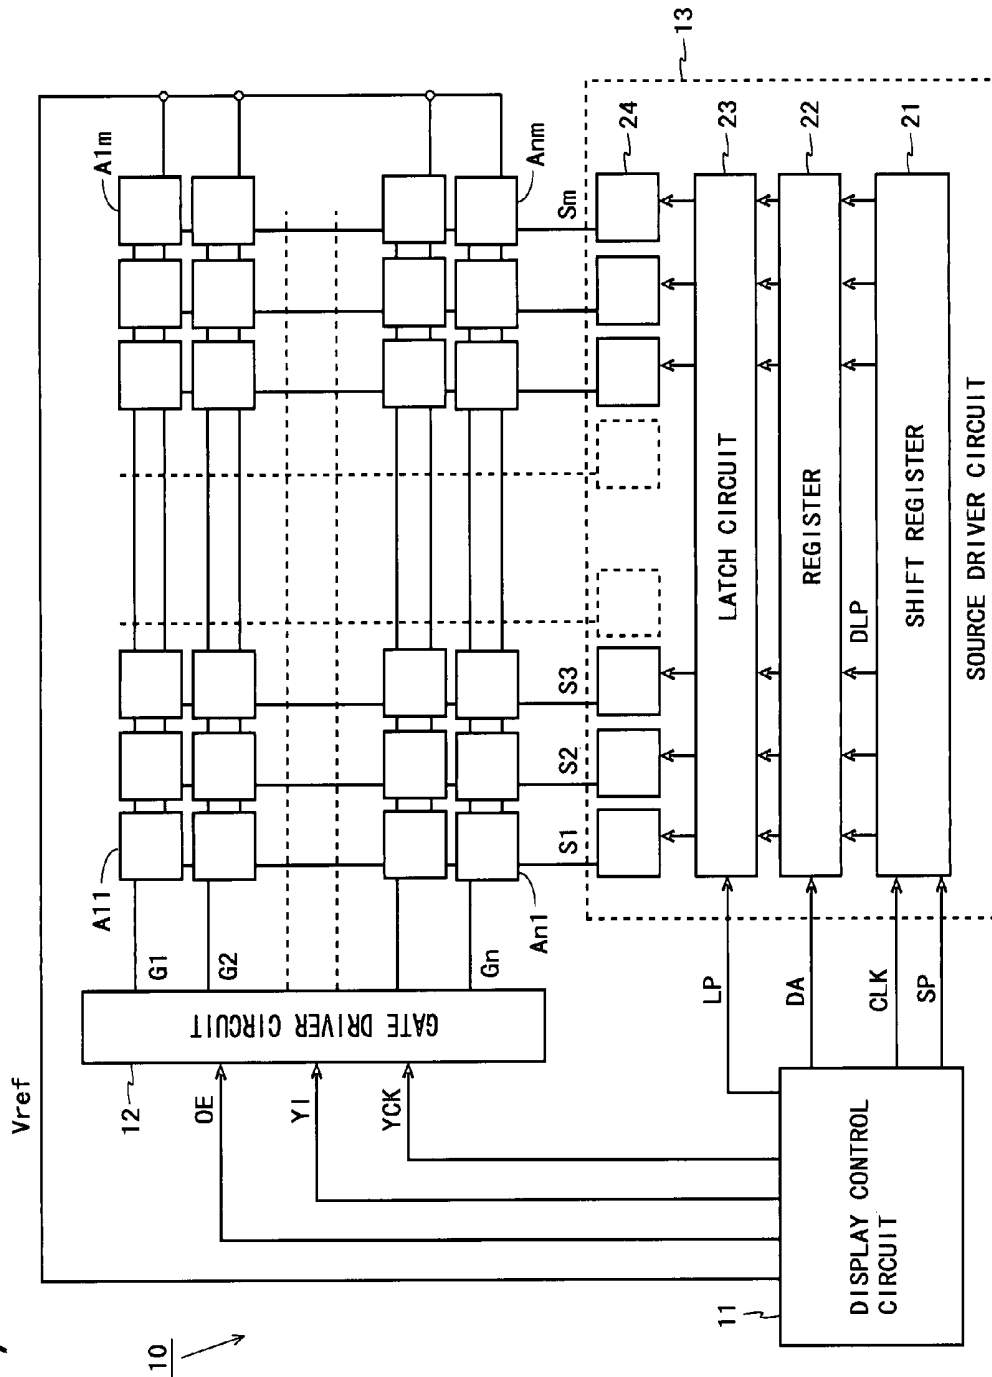 10
Vref
A11
A1m
G1
G2
Gn
12
GATE DRIVER CIRCUIT
OE
YI
YCK
An1
Anm
S1
S2
S3
Sm
13
24
LATCH CIRCUIT
23
REGISTER
22
DLP
SHIFT REGISTER
21
SOURCE DRIVER CIRCUIT
LP
DA
CLK
SP
11
DISPLAY CONTROL
CIRCUIT